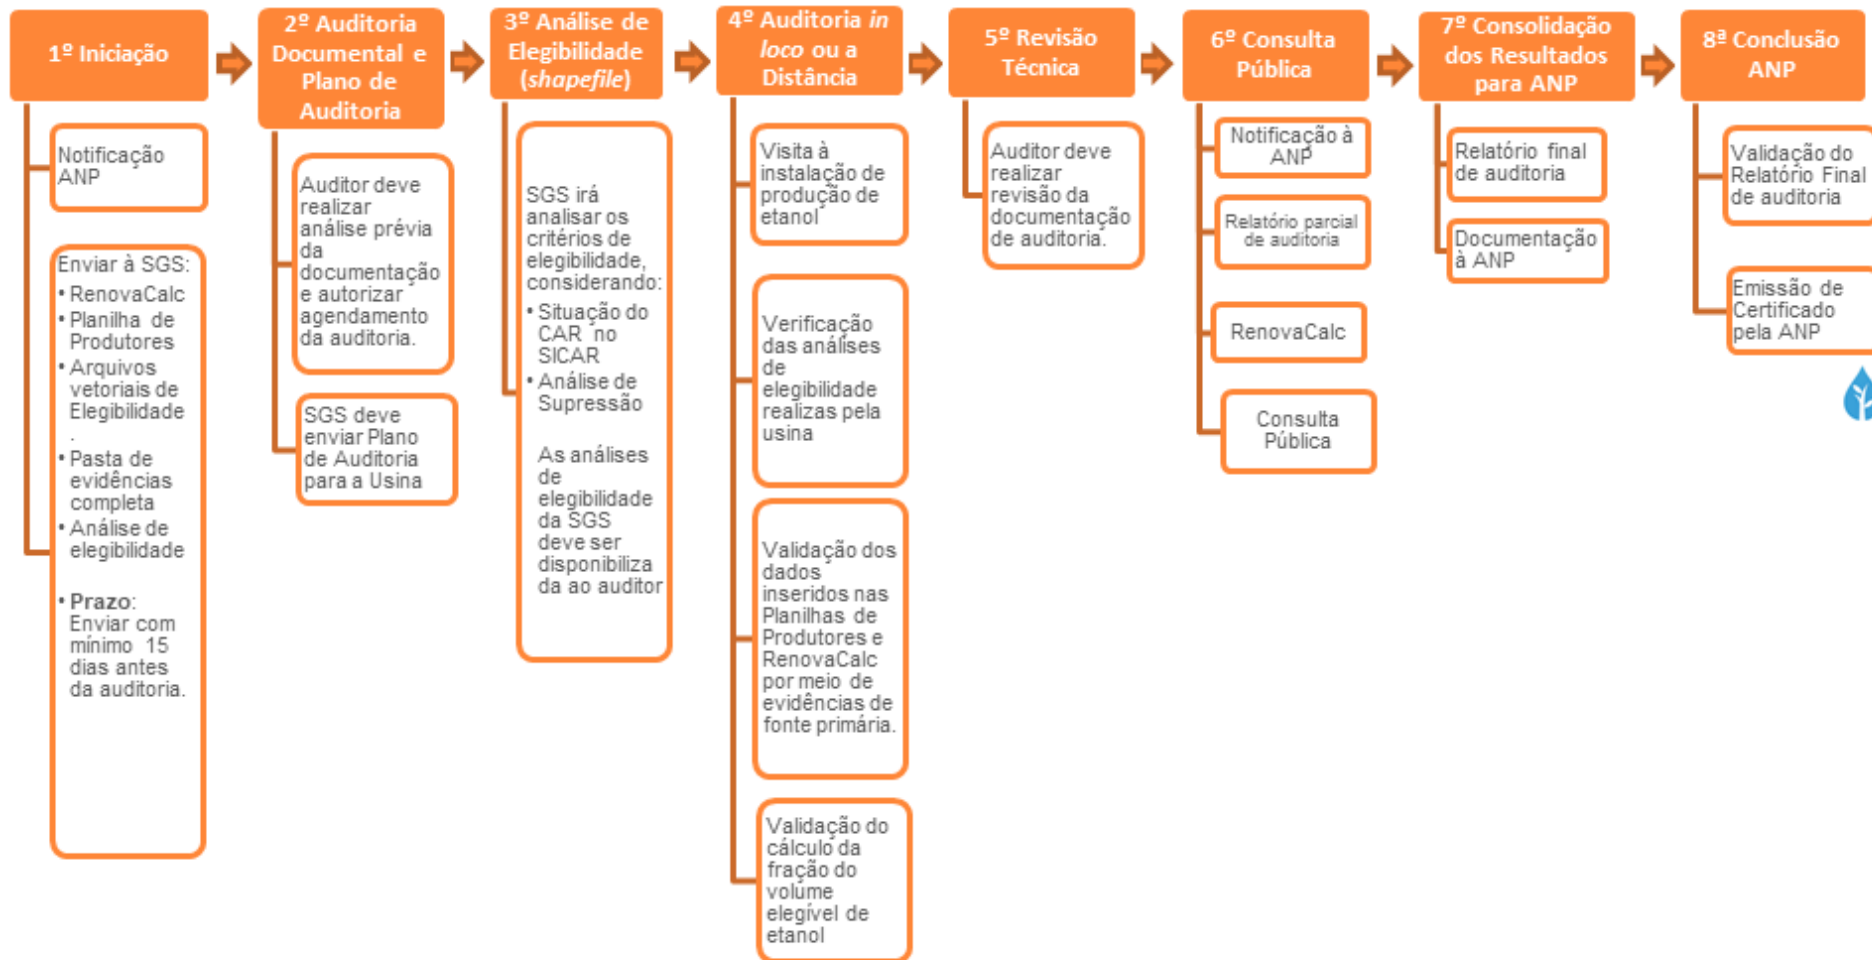 1º Iniciação
Notificação
ANP
Enviar à SGS:
• RenovaCalc
• Planilha de
Produtores
• Arquivos
vetoriais de
Elegibilidade
.
• Pasta de
evidências
completa
• Análise de
elegibilidade
• Prazo:
Enviar com
mínimo 15
dias antes
da auditoria.
2º Auditoria
Documental e
Plano de
Auditoria
Auditor deve
realizar
análise prévia
da
documentação
e autorizar
agendamento
da auditoria.
SGS deve
enviar Plano
de Auditoria
para a Usina
3º Análise de
Elegibilidade
(shapefile)
SGS irá
analisar os
critérios de
elegibilidade,
considerando:
• Situação do
CAR no
SICAR
• Análise de
Supressão
As análises
de
elegibilidade
da SGS
deve ser
disponibiliza
da ao auditor
4º Auditoria in
loco ou a
Distância
Visita à
instalação de
produção de
etanol
Verificação
das análises
de
elegibilidade
realizas pela
usina
Validação dos
dados
inseridos nas
Planilhas de
Produtores e
RenovaCalc
por meio de
evidências de
fonte primária.
Validação do
cálculo da
fração do
volume
elegível de
etanol
5º Revisão
Técnica
Auditor deve
realizar
revisão da
documentação
de auditoria.
6º Consulta
Pública
Notificação à
ANP
Relatório parcial
de auditoria
RenovaCalc
Consulta
Pública
7º Consolidação
dos Resultados
para ANP
Relatório final
de auditoria
Documentação
à ANP
8ª Conclusão
ANP
Validação do
Relatório Final
de auditoria
Emissão de
Certificado
pela ANP